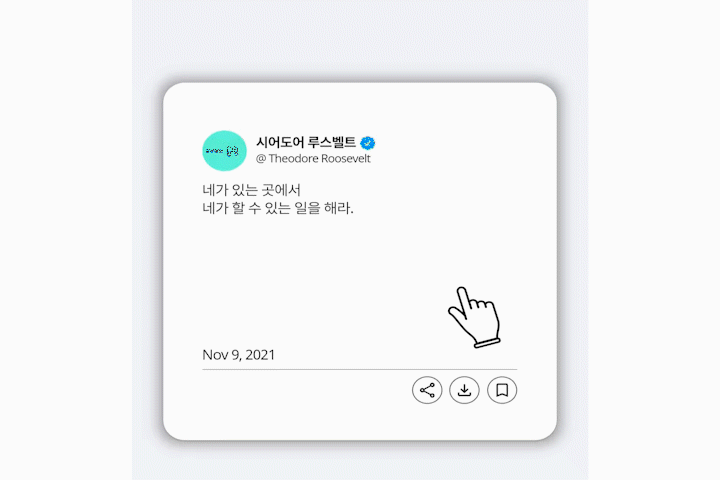 시어도어 루스벨트
@ Theodore Roosevelt
네가 있는 곳에서
네가 할 수 있는 일을 해라.
Nov 9, 2021